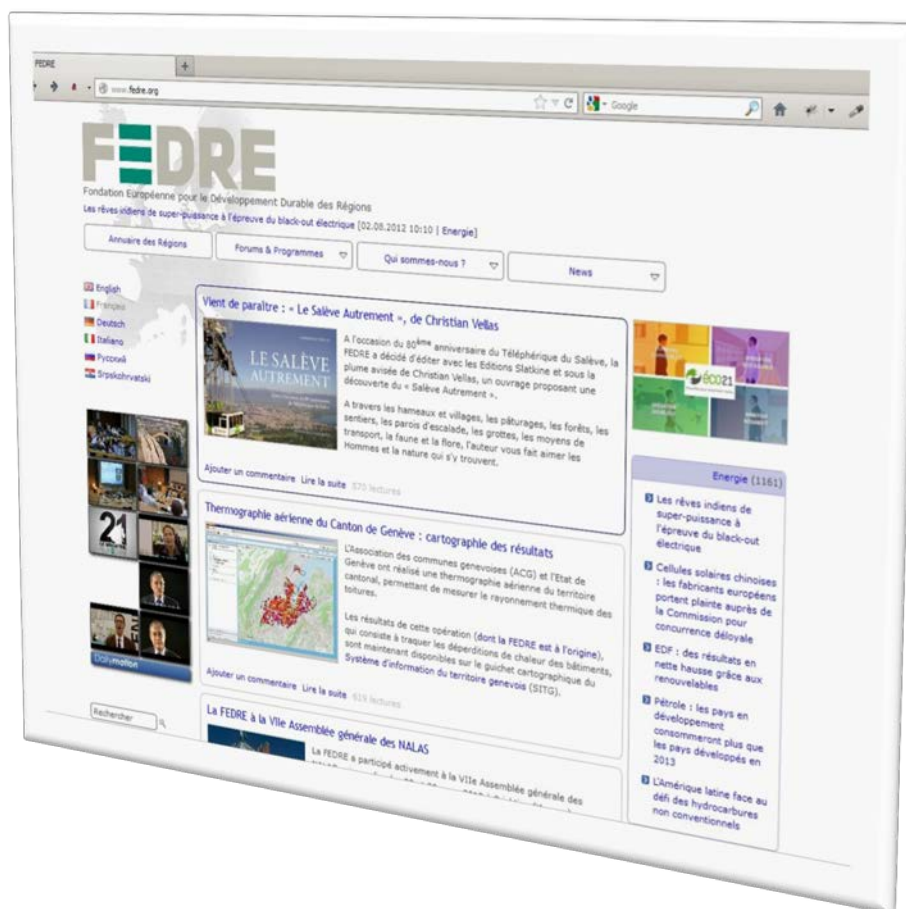 FEDRE
www.fedre.org
Google
FEDRE
Fondation Européenne pour le Développement Durable des Régions
Les rêves indiens de super-puissance à l'épreuve du black-out électrique [02.08.2012 10:10 | Energie]
Annuaire des Régions
Forums & Programmes
Qui sommes-nous ?
News
English
Français
Deutsch
Italiano
Русский
Srpskohrvatski
Dailymotion
Rechercher
Vient de paraître : « Le Salève Autrement », de Christian Vellas
LE SALÈVE
AUTREMENT
A l'occasion du 80ème anniversaire du Téléphérique du Salève, la
FEDRE a décidé d'éditer avec les Editions Slatkine et sous la
plume avisée de Christian Vellas, un ouvrage proposant une
découverte du « Salève Autrement ».
A travers les hameaux et villages, les pâturages, les forêts, les
sentiers, les parois d'escalade, les grottes, les moyens de
transport, la faune et la flore, l'auteur vous fait aimer les
Hommes et la nature qui s'y trouvent.
Ajouter un commentaire Lire la suite 570 lectures
Thermographie aérienne du Canton de Genève : cartographie des résultats
L'Association des communes genevoises (ACG) et l'Etat de
Genève ont réalisé une thermographie aérienne du territoire
cantonal, permettant de mesurer le rayonnement thermique des
toitures.
Les résultats de cette opération (dont la FEDRE est à l'origine),
qui consiste à traquer les déperditions de chaleur des bâtiments,
sont maintenant disponibles sur le guichet cartographique du
Système d'information du territoire genevois (SITG).
Ajouter un commentaire Lire la suite 619 lectures
La FEDRE à la VIIe Assemblée générale des NALAS
La FEDRE a participé activement à la VIIe Assemblée générale des
éco21
Energie (1161)
Les rêves indiens de
super-puissance à
l'épreuve du black-out
électrique
Cellules solaires chinoises
: les fabricants européens
portent plainte auprès de
la Commission pour
concurrence déloyale
EDF : des résultats en
nette hausse grâce aux
renouvelables
Pétrole : les pays en
développement
consommeront plus que
les pays développés en
2013
L'Amérique latine face au
défi des hydrocarbures
non conventionnels